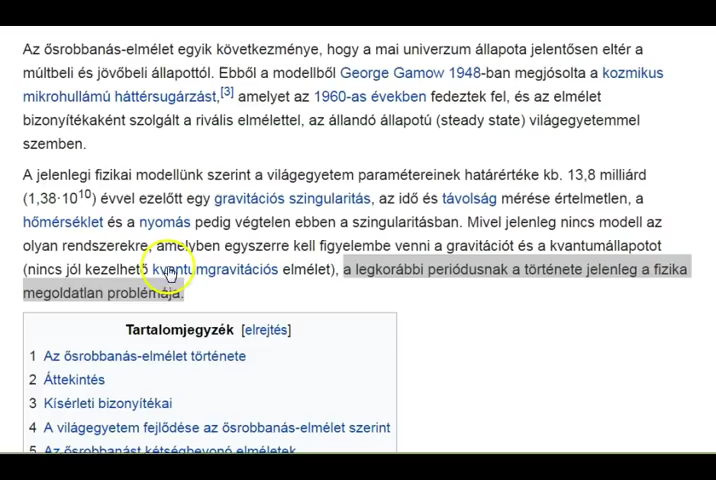 Az ősrobbanás-elmélet egyik következménye, hogy a mai univerzum állapota jelentősen eltér a
múltbeli és jövőbeli állapottól. Ebből a modellből George Gamow 1948-ban megjósolta a kozmikus
mikrohullámú háttérsugárzást,[3] amelyet az 1960-as években fedeztek fel, és az elmélet
bizonyítékaként szolgált a rivális elmélettel, az állandó állapotú (steady state) világegyetemmel
szemben.
A jelenlegi fizikai modellünk szerint a világegyetem paramétereinek határértéke kb. 13,8 milliárd
(1,38·10¹⁰) évvel ezelőtt egy gravitációs szingularitás, az idő és távolság mérése értelmetlen, a
hőmérséklet és a nyomás pedig végtelen ebben a szingularitásban. Mivel jelenleg nincs modell az
olyan rendszerekre, amelyben egyszerre kell figyelembe venni a gravitációt és a kvantumállapotot
(nincs jól kezelhető kvantumgravitációs elmélet), a legkorábbi periódusnak a története jelenleg a fizika
megoldatlan problémája.
Tartalomjegyzék [elrejtés]
1 Az ősrobbanás-elmélet története
2 Áttekintés
3 Kísérleti bizonyítékai
4 A világegyetem fejlődése az ősrobbanás-elmélet szerint
5 Az ősrobbanást kétségbevonó elméletek